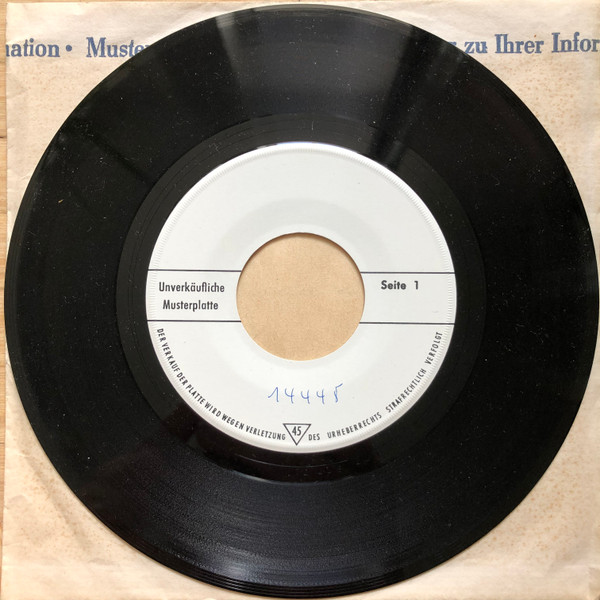 nation • Muster
zu Ihrer Infor
Unverkäufliche
Musterplatte
Seite 1
14445
DER VERKAUF DER PLATTE WIRD WEGEN VERLETZUNG
45
DES URHEBERRECHTS STRAFRECHTLICH VERFOLGT